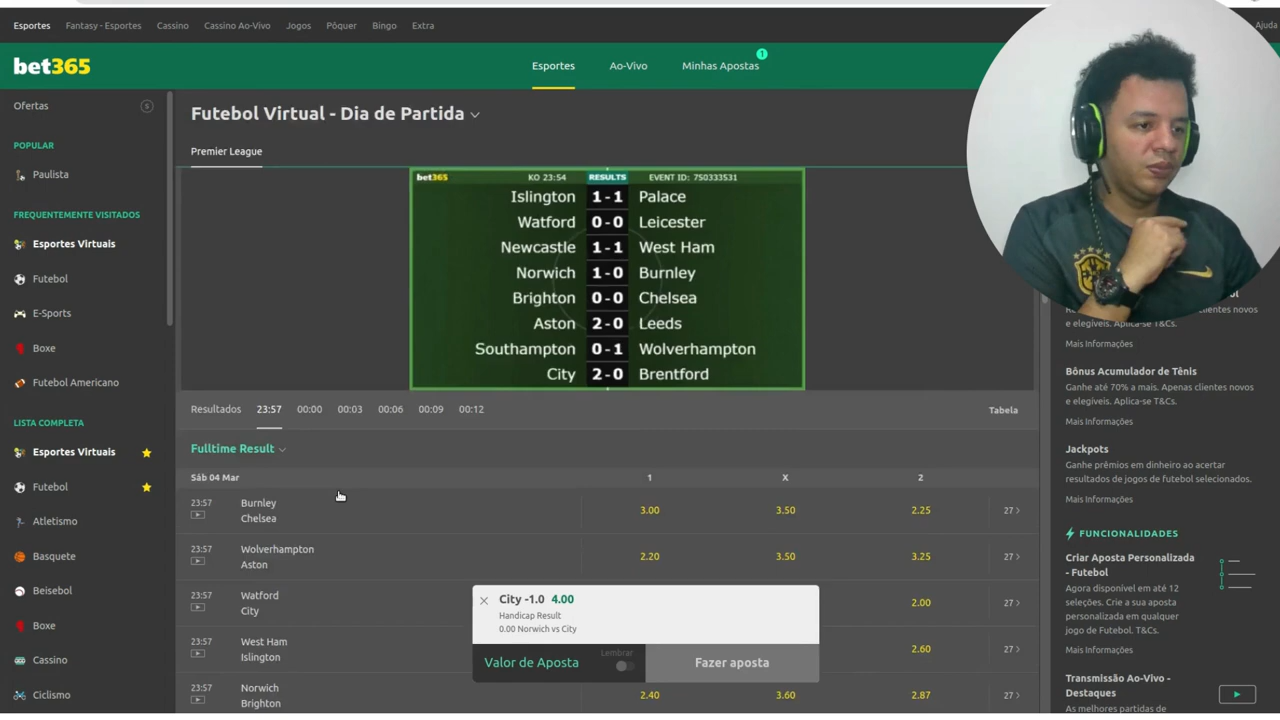 Esportes Fantasy - Esportes Cassino Cassino Ao-Vivo Jogos Pôquer Bingo Extra Ajuda
bet365 Esportes Ao-Vivo Minhas Apostas 1
Ofertas S
POPULAR
Paulista
FREQUENTEMENTE VISITADOS
Esportes Virtuais
Futebol
E-Sports
Boxe
Futebol Americano
LISTA COMPLETA
Esportes Virtuais
Futebol
Atletismo
Basquete
Beisebol
Boxe
Cassino
Ciclismo
Futebol Virtual - Dia de Partida
Premier League
bet365 KO 23:54 RESULTS EVENT ID: 750333531
Islington 1 - 1 Palace
Watford 0 - 0 Leicester
Newcastle 1 - 1 West Ham
Norwich 1 - 0 Burnley
Brighton 0 - 0 Chelsea
Aston 2 - 0 Leeds
Southampton 0 - 1 Wolverhampton
City 2 - 0 Brentford
Resultados 23:57 00:00 00:03 00:06 00:09 00:12 Tabela
Fulltime Result
Sáb 04 Mar 1 X 2
23:57 Burnley
Chelsea
3.00 3.50 2.25 27
23:57 Wolverhampton
Aston
2.20 3.50 3.25 27
23:57 Watford
City
2.00 27
23:57 West Ham
Islington
2.60 27
23:57 Norwich
Brighton
2.40 3.60 2.87 27
City -1.0 4.00
Handicap Result
0.00 Norwich vs City
Valor de Aposta Lembrar Fazer aposta
e elegíveis. Aplica-se T&Cs.
Mais Informações
Bônus Acumulador de Tênis
Ganhe até 70% a mais. Apenas clientes novos
e elegíveis. Aplica-se T&Cs.
Mais Informações
Jackpots
Ganhe prêmios em dinheiro ao acertar
resultados de jogos de futebol selecionados.
Mais Informações
FUNCIONALIDADES
Criar Aposta Personalizada
- Futebol
Agora disponível em até 12
seleções. Crie a sua aposta
personalizada em qualquer
jogo de Futebol. T&C.
Mais Informações
Transmissão Ao-Vivo -
Destaques
As melhores partidas de